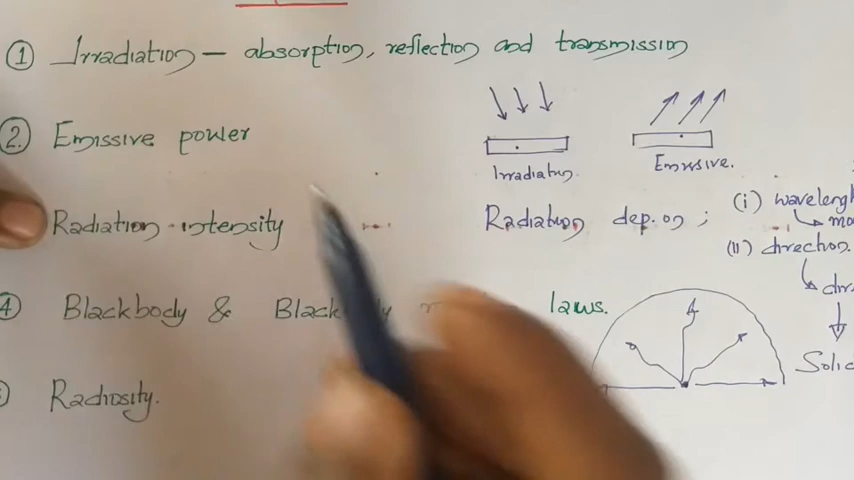 ① Irradiation — absorption, reflection and transmission
②. Emissive power
Irradiation
Emissive.
Radiation intensity
Radiation dep. on ;
(i) wavelength
(ii) direction.
④ Blackbody & laws.
Radiosity.